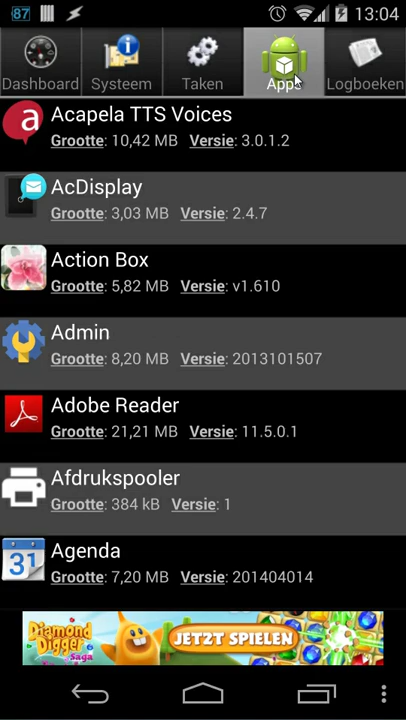 87 13:04
Dashboard Systeem Taken Apps Logboeken
Acapela TTS Voices
Grootte: 10,42 MB Versie: 3.0.1.2
AcDisplay
Grootte: 3,03 MB Versie: 2.4.7
Action Box
Grootte: 5,82 MB Versie: v1.610
Admin
Grootte: 8,20 MB Versie: 2013101507
Adobe Reader
Grootte: 21,21 MB Versie: 11.5.0.1
Afdrukspooler
Grootte: 384 kB Versie: 1
31 Agenda
Grootte: 7,20 MB Versie: 201404014
Diamond
Digger
Saga
JETZT SPIELEN